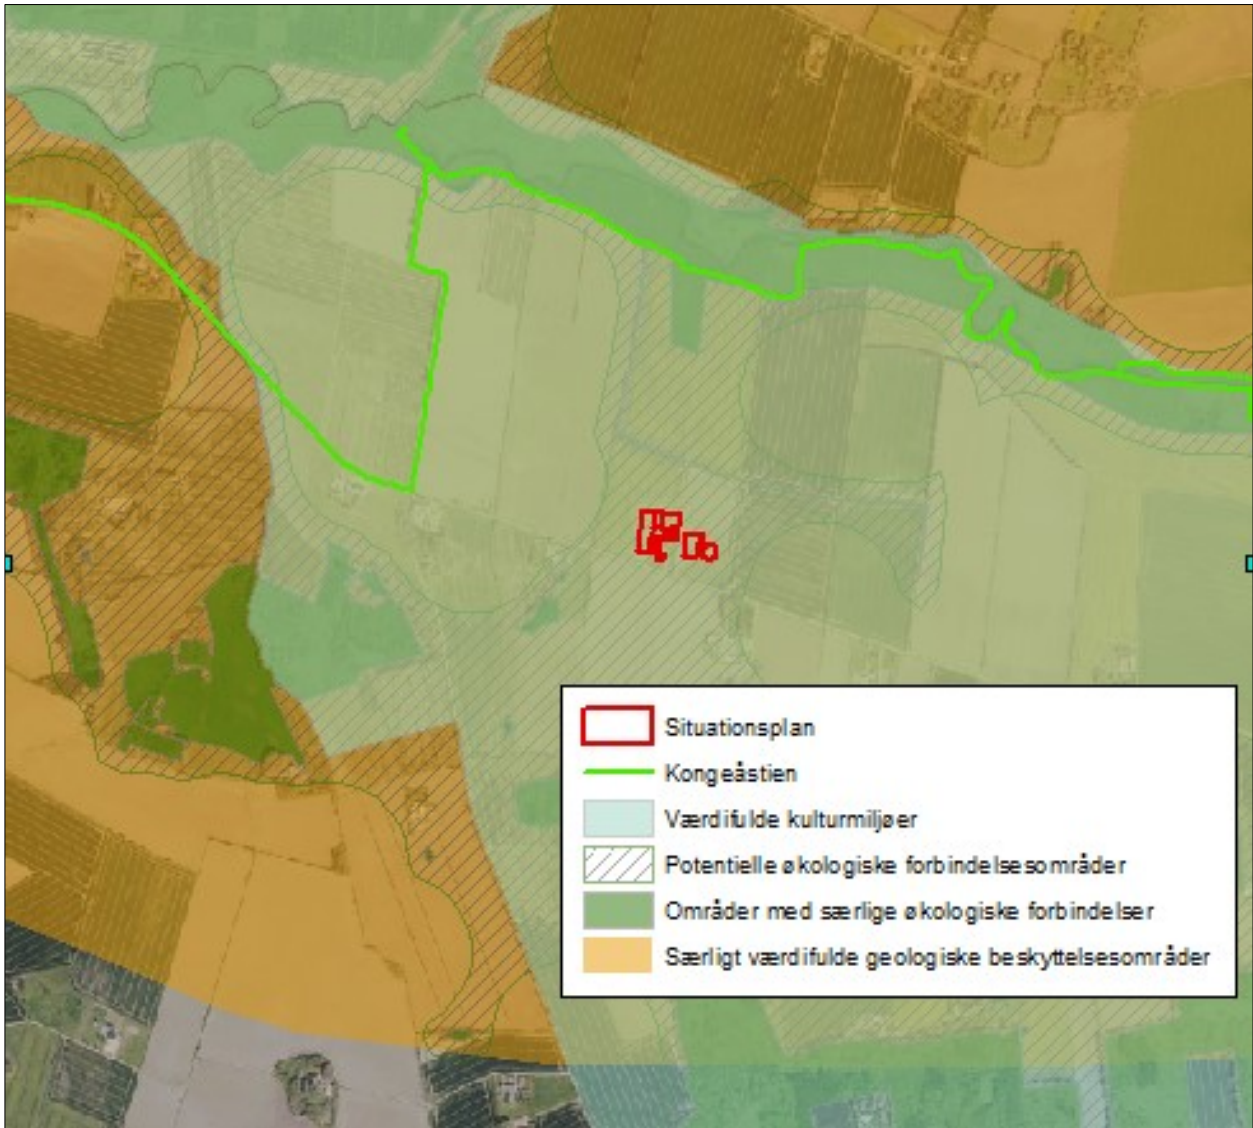 Situationsplan
Kongeåstien
Værdifulde kulturmiljøer
Potentielle økologiske forbindelsesområder
Områder med særlige økologiske forbindelser
Særligt værdifulde geologiske beskyttelsesområder